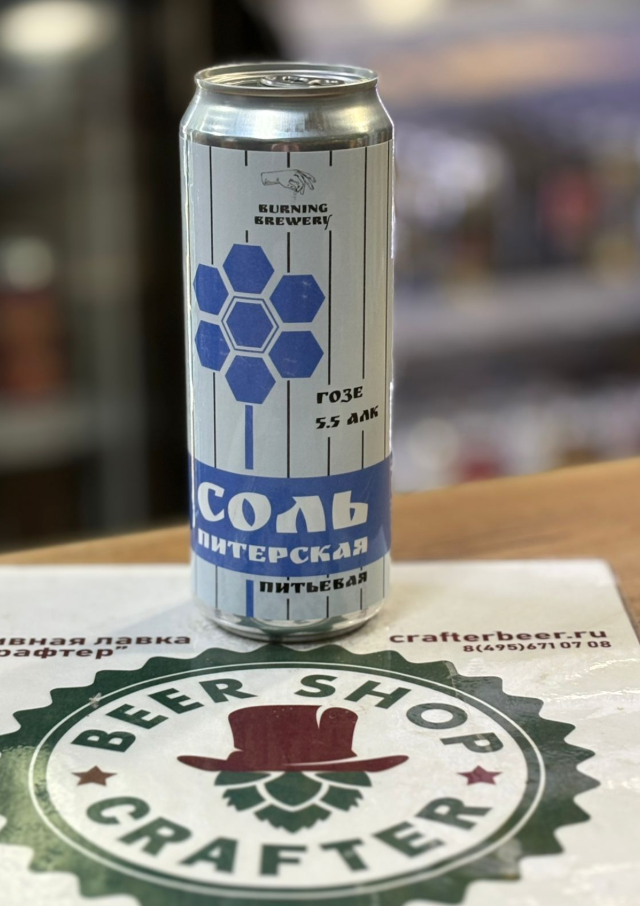 BURNING
BREWERY
ГОЗЕ
5.5 АЛК
СОЛЬ
ПИТЕРСКАЯ
ПИТЬЕВАЯ
лавка
crafterbeer.ru
8(495)671 07 08
BEER SHOP
CRAFTER